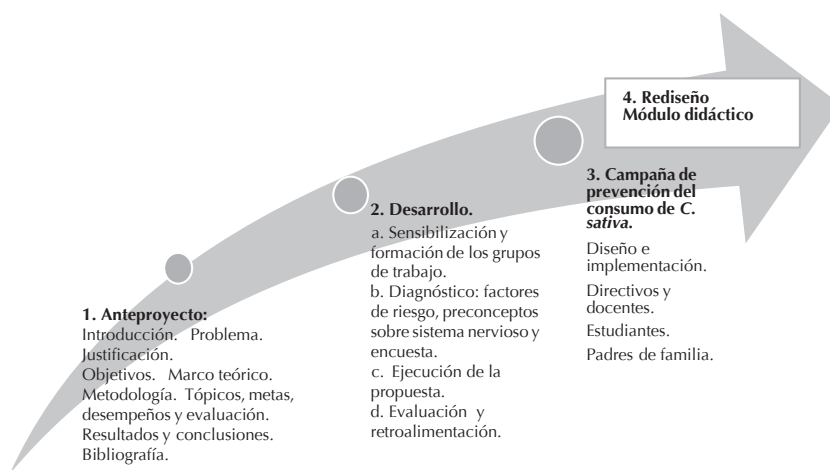 1. Anteproyecto:
Introducción. Problema.
Justificación.
Objetivos. Marco teórico.
Metodología. Tópicos, metas,
desempeños y evaluación.
Resultados y conclusiones.
Bibliografía.
2. Desarrollo.
a. Sensibilización y
formación de los grupos
de trabajo.
b. Diagnóstico: factores
de riesgo, preconceptos
sobre sistema nervioso y
encuesta.
c. Ejecución de la
propuesta.
d. Evaluación y
retroalimentación.
3. Campaña de
prevención del
consumo de C.
sativa.
Diseño e
implementación.
Directivos y
docentes.
Estudiantes.
Padres de familia.
4. Rediseño
Módulo didáctico